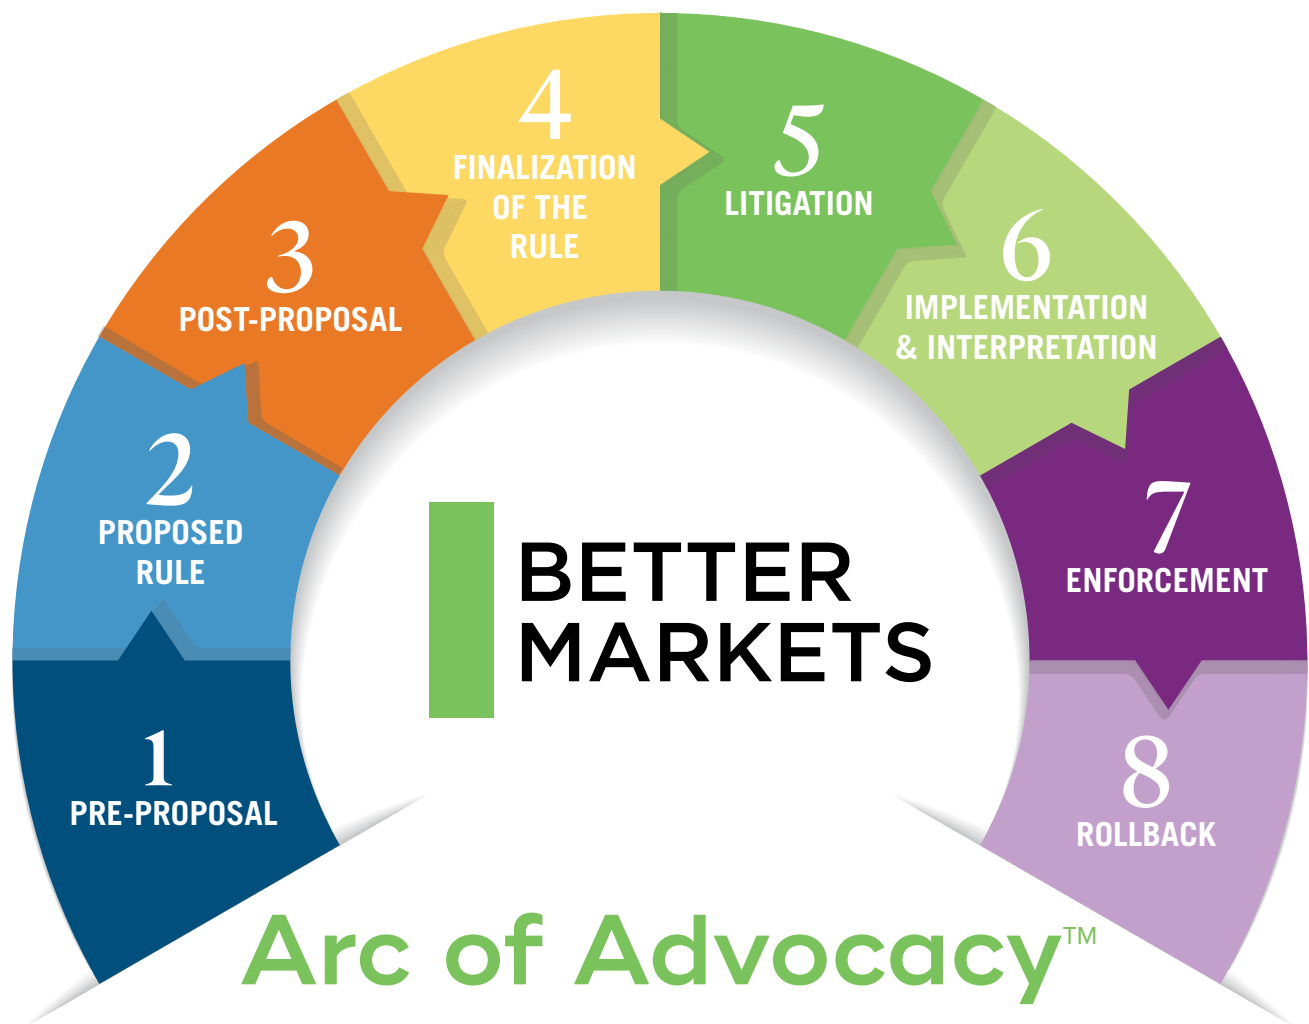 1
PRE-PROPOSAL
2
PROPOSED
RULE
3
POST-PROPOSAL
4
FINALIZATION
OF THE
RULE
5
LITIGATION
6
IMPLEMENTATION
& INTERPRETATION
7
ENFORCEMENT
8
ROLLBACK
BETTER
MARKETS
Arc of Advocacy™